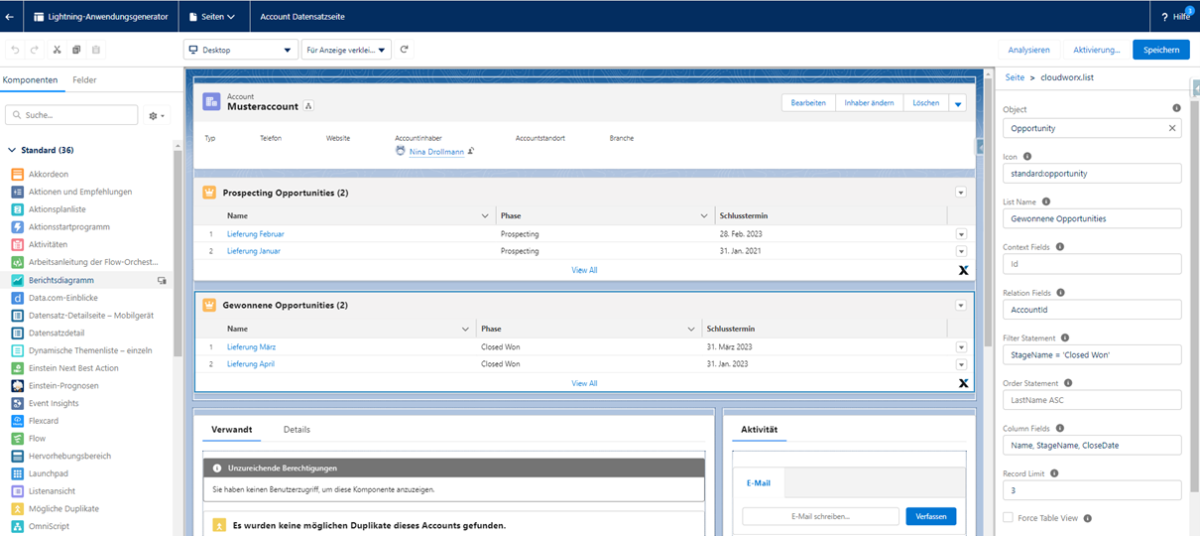 Lightning-Anwendungsgenerator
Seiten
Account Datensatzseite
? Hilfe
3
Desktop
Für Anzeige verklei...
Analysieren
Aktivierung...
Speichern
Komponenten
Felder
Suche...
Standard (36)
Akkordeon
Aktionen und Empfehlungen
Aktionsplanliste
Aktionsstartprogramm
Aktivitäten
Arbeitsanleitung der Flow-Orchest...
Berichtsdiagramm
Data.com-Einblicke
Datensatz-Detailseite – Mobilgerät
Datensatzdetail
Dynamische Themenliste – einzeln
Einstein Next Best Action
Einstein-Prognosen
Event Insights
Flexcard
Flow
Hervorhebungsbereich
Launchpad
Listenansicht
Mögliche Duplikate
OmniScript
Account
Musteraccount
Bearbeiten
Inhaber ändern
Löschen
Typ
Telefon
Website
Accountinhaber
Accountstandort
Branche
Nina Drollmann
Prospecting Opportunities (2)
Name
Phase
Schlusstermin
1 Lieferung Februar Prospecting 28. Feb. 2023
2 Lieferung Januar Prospecting 31. Jan. 2021
View All
X
Gewonnene Opportunities (2)
Name
Phase
Schlusstermin
1 Lieferung März Closed Won 31. März 2023
2 Lieferung April Closed Won 31. Jan. 2023
View All
X
Verwandt
Details
Unzureichende Berechtigungen
Sie haben keinen Benutzerzugriff, um diese Komponente anzuzeigen.
Es wurden keine möglichen Duplikate dieses Accounts gefunden.
Aktivität
E-Mail
E-Mail schreiben...
Verfassen
Seite > cloudworx.list
Object
Opportunity
Icon
standard:opportunity
List Name
Gewonnene Opportunities
Context Fields
Id
Relation Fields
AccountId
Filter Statement
StageName = 'Closed Won'
Order Statement
LastName ASC
Column Fields
Name, StageName, CloseDate
Record Limit
3
Force Table View